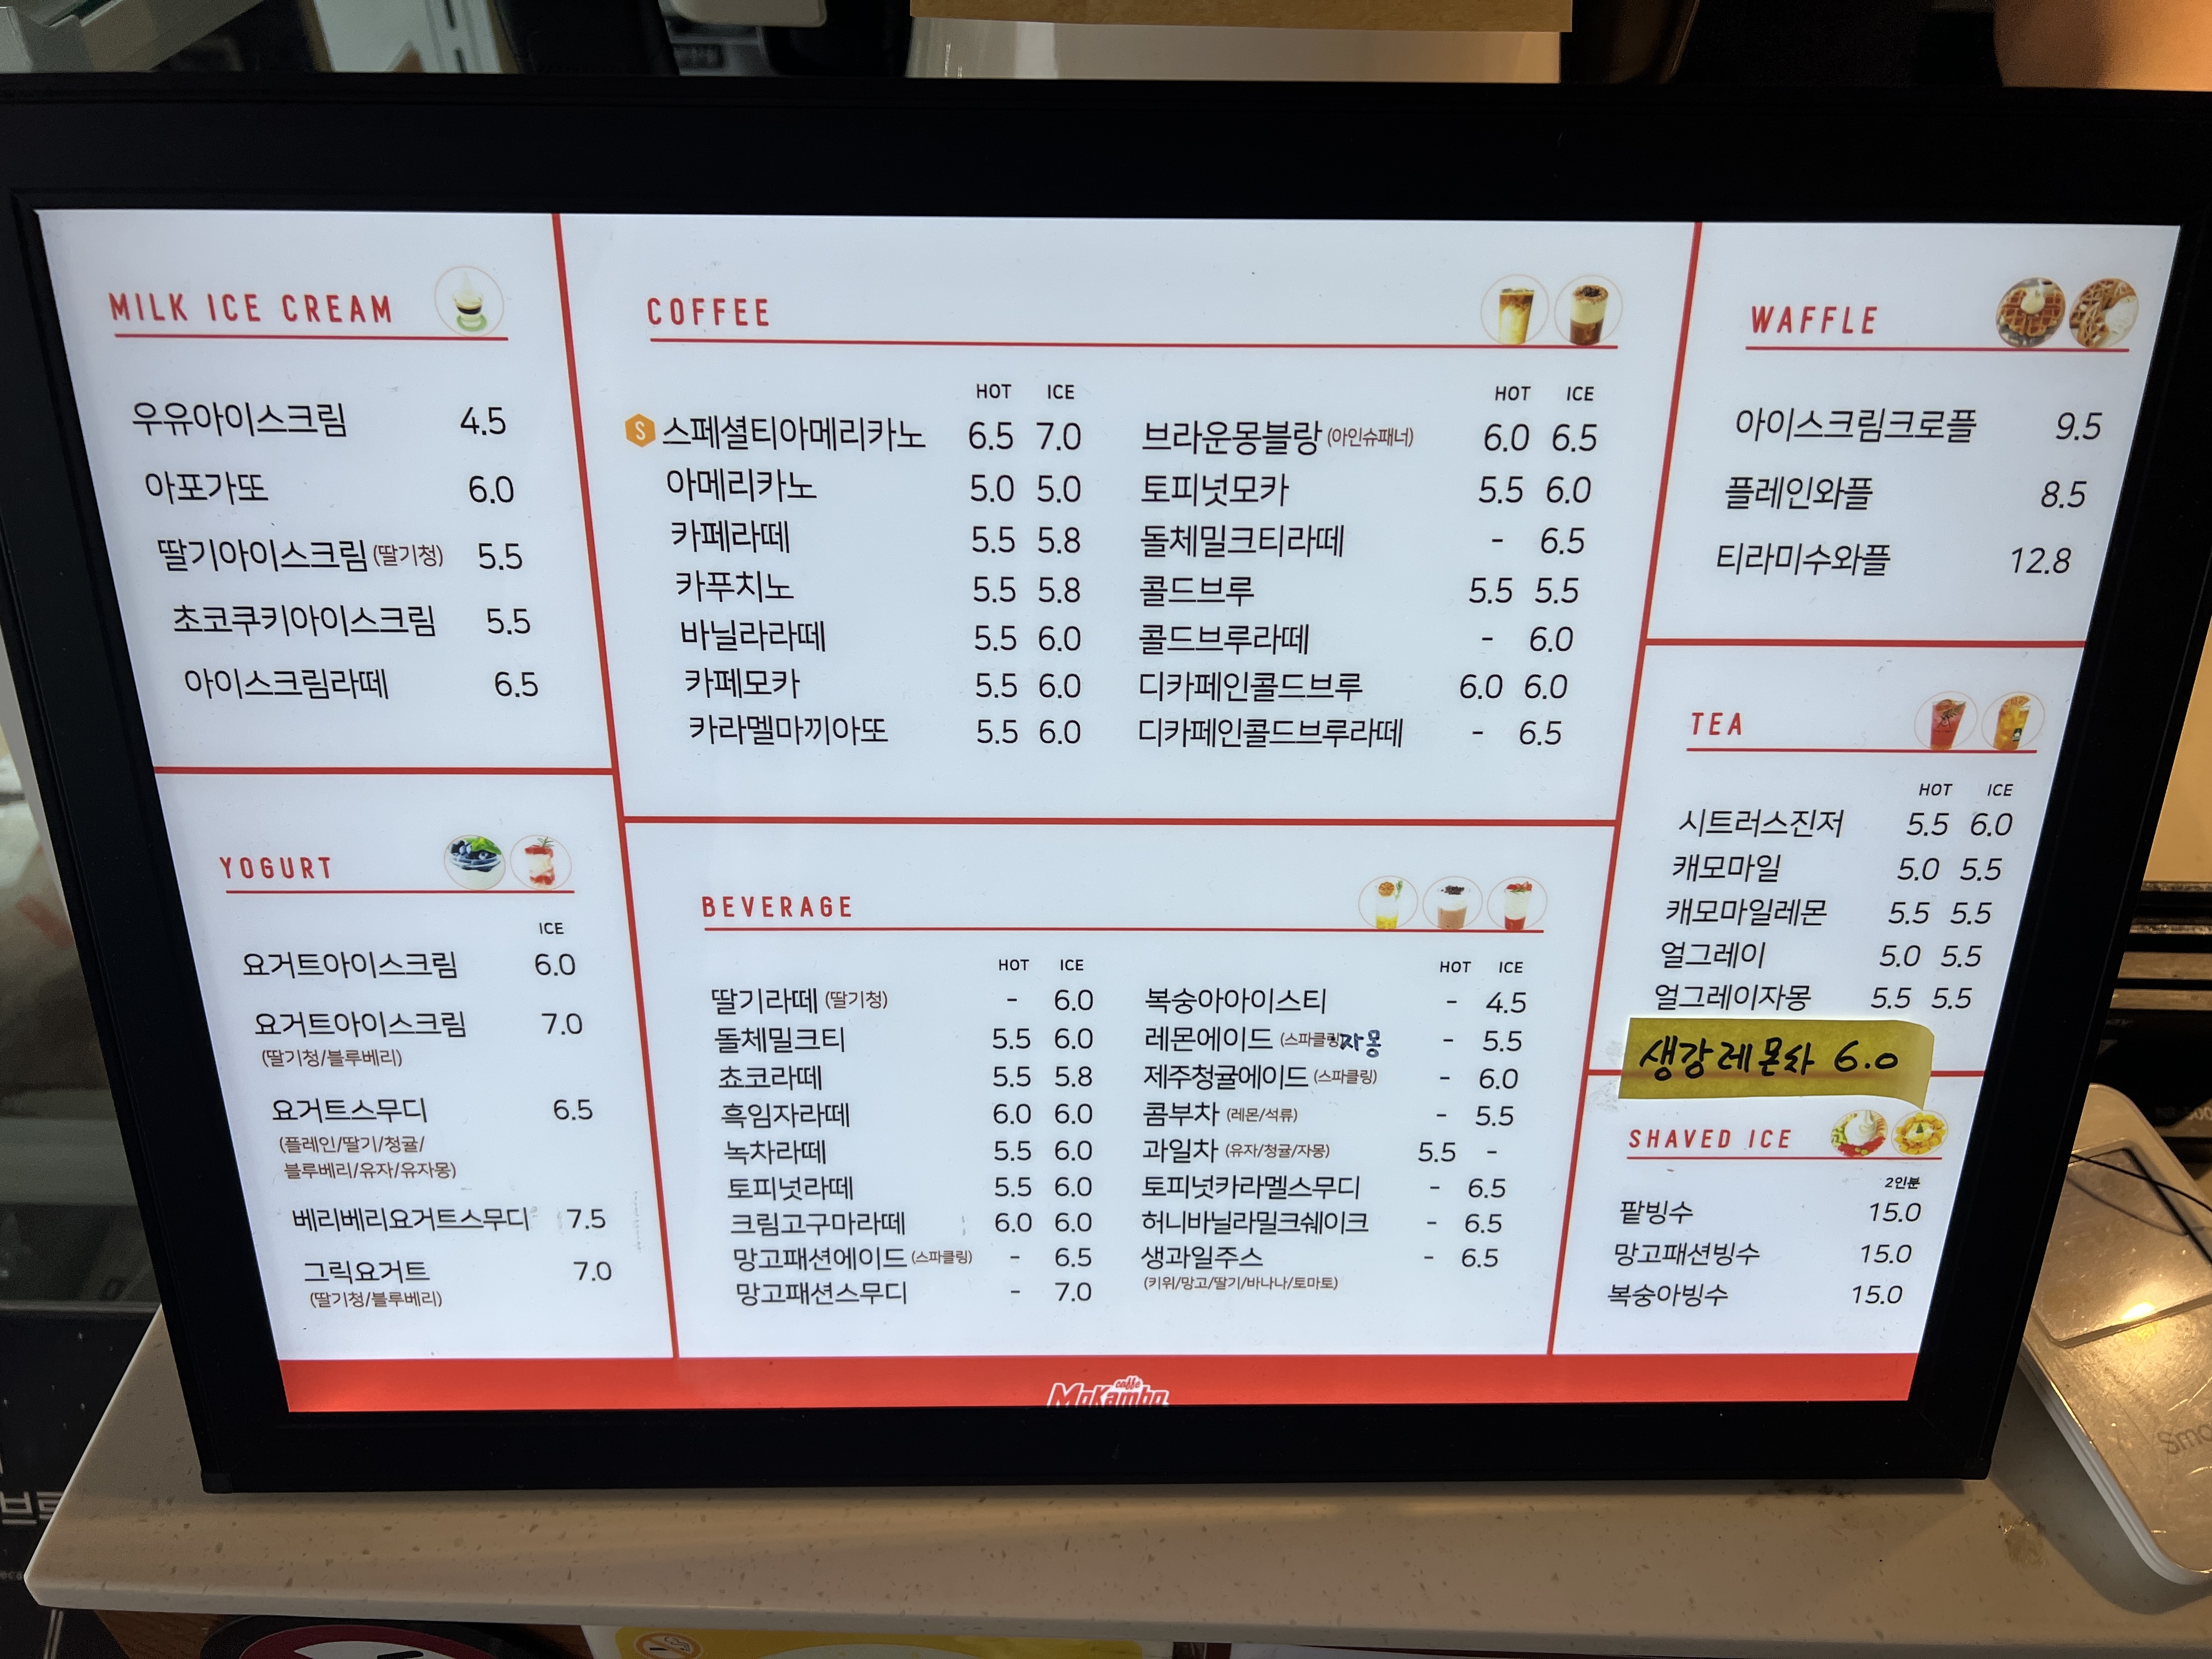 MILK ICE CREAM
우유아이스크림 4.5
아포가또 6.0
딸기아이스크림 (딸기청) 5.5
초코쿠키아이스크림 5.5
아이스크림라떼 6.5
YOGURT
ICE
요거트아이스크림 6.0
요거트아이스크림 7.0
(딸기청/블루베리)
요거트스무디 6.5
(플레인/딸기/청귤/
블루베리/유자/유자몽)
베리베리요거트스무디 7.5
그릭요거트 7.0
(딸기청/블루베리)
COFFEE
HOT ICE
S 스페셜티아메리카노 6.5 7.0
아메리카노 5.0 5.0
카페라떼 5.5 5.8
카푸치노 5.5 5.8
바닐라라떼 5.5 6.0
카페모카 5.5 6.0
카라멜마끼아또 5.5 6.0
HOT ICE
브라운몽블랑 (아인슈패너) 6.0 6.5
토피넛모카 5.5 6.0
돌체밀크티라떼 - 6.5
콜드브루 5.5 5.5
콜드브루라떼 - 6.0
디카페인콜드브루 6.0 6.0
디카페인콜드브루라떼 - 6.5
BEVERAGE
HOT ICE
딸기라떼 (딸기청) - 6.0
돌체밀크티 5.5 6.0
쵸코라떼 5.5 5.8
흑임자라떼 6.0 6.0
녹차라떼 5.5 6.0
토피넛라떼 5.5 6.0
크림고구마라떼 6.0 6.0
망고패션에이드 (스파클링) - 6.5
망고패션스무디 - 7.0
HOT ICE
복숭아아이스티 - 4.5
레몬에이드 (스파클링 자몽 - 5.5
제주청귤에이드 (스파클링) - 6.0
콤부차 (레몬/석류) - 5.5
과일차 (유자/청귤/자몽) 5.5 -
토피넛카라멜스무디 - 6.5
허니바닐라밀크쉐이크 - 6.5
생과일주스 - 6.5
(키위/망고/딸기/바나나/토마토)
WAFFLE
아이스크림크로플 9.5
플레인와플 8.5
티라미수와플 12.8
TEA
HOT ICE
시트러스진저 5.5 6.0
캐모마일 5.0 5.5
캐모마일레몬 5.5 5.5
얼그레이 5.0 5.5
얼그레이자몽 5.5 5.5
생강레몬차 6.0
SHAVED ICE
2인분
팥빙수 15.0
망고패션빙수 15.0
복숭아빙수 15.0
caffe
MoKambo